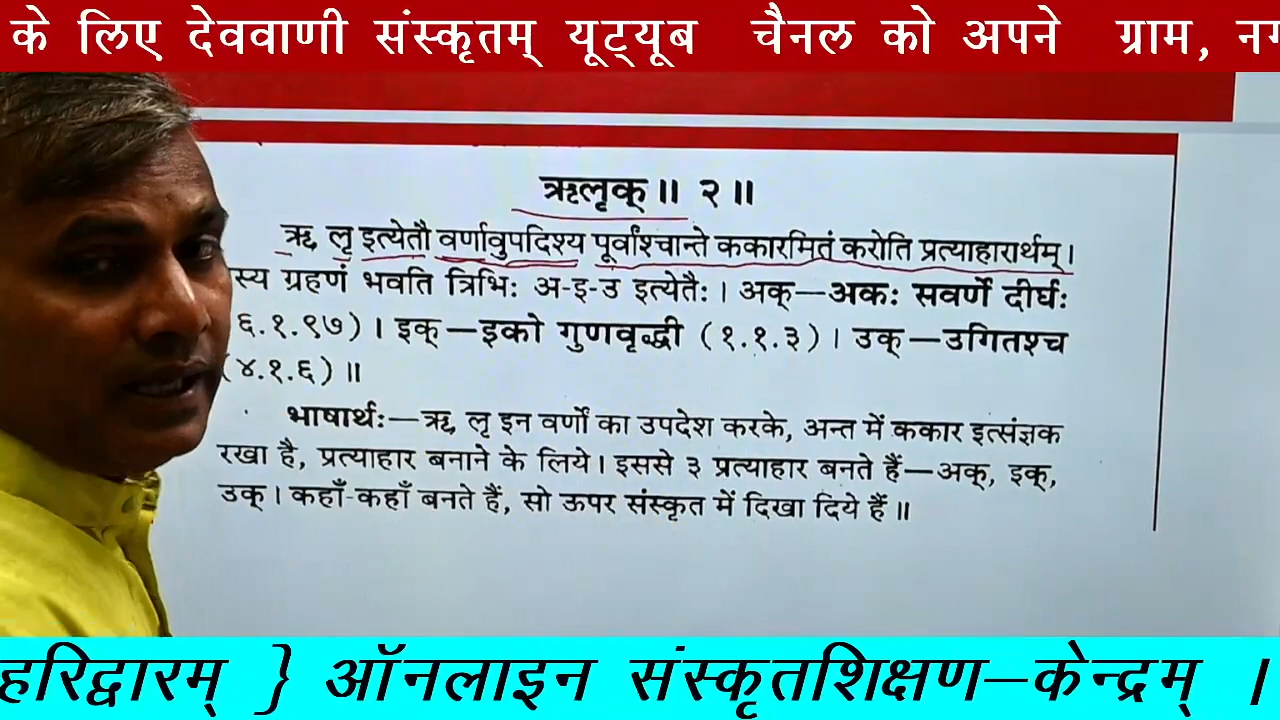 के लिए देववाणी संस्कृतम् यूट्यूब चैनल को अपने ग्राम,
ऋलृक् ॥ २ ॥
ऋ लृ इत्येतौ वर्णावुपदिश्य पूर्वांश्चान्ते ककारमितं करोति प्रत्याहारार्थम् ।
स्य ग्रहणं भवति त्रिभिः अ-इ-उ इत्येतैः । अक्—अकः सवर्णे दीर्घः
६.१.९७) । इक्—इको गुणवृद्धी (१.१.३) । उक्—उगितश्च
(४.१.६) ॥
भाषार्थः—ऋ लृ इन वर्णों का उपदेश करके, अन्त में ककार इत्संज्ञक
रखा है, प्रत्याहार बनाने के लिये । इससे ३ प्रत्याहार बनते हैं—अक्, इक्,
उक् । कहाँ-कहाँ बनते हैं, सो ऊपर संस्कृत में दिखा दिये हैं ॥
हरिद्वारम् } ऑनलाइन संस्कृतशिक्षण-केन्द्रम् ।